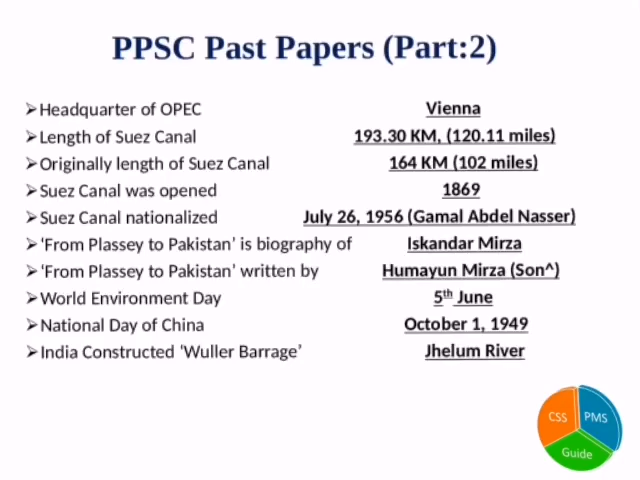 PPSC Past Papers (Part:2)
➢Headquarter of OPEC Vienna
➢Length of Suez Canal 193.30 KM, (120.11 miles)
➢Originally length of Suez Canal 164 KM (102 miles)
➢Suez Canal was opened 1869
➢Suez Canal nationalized July 26, 1956 (Gamal Abdel Nasser)
➢‘From Plassey to Pakistan’ is biography of Iskandar Mirza
➢‘From Plassey to Pakistan’ written by Humayun Mirza (Son^)
➢World Environment Day 5th June
➢National Day of China October 1, 1949
➢India Constructed ‘Wuller Barrage’ Jhelum River
CSS PMS
Guide